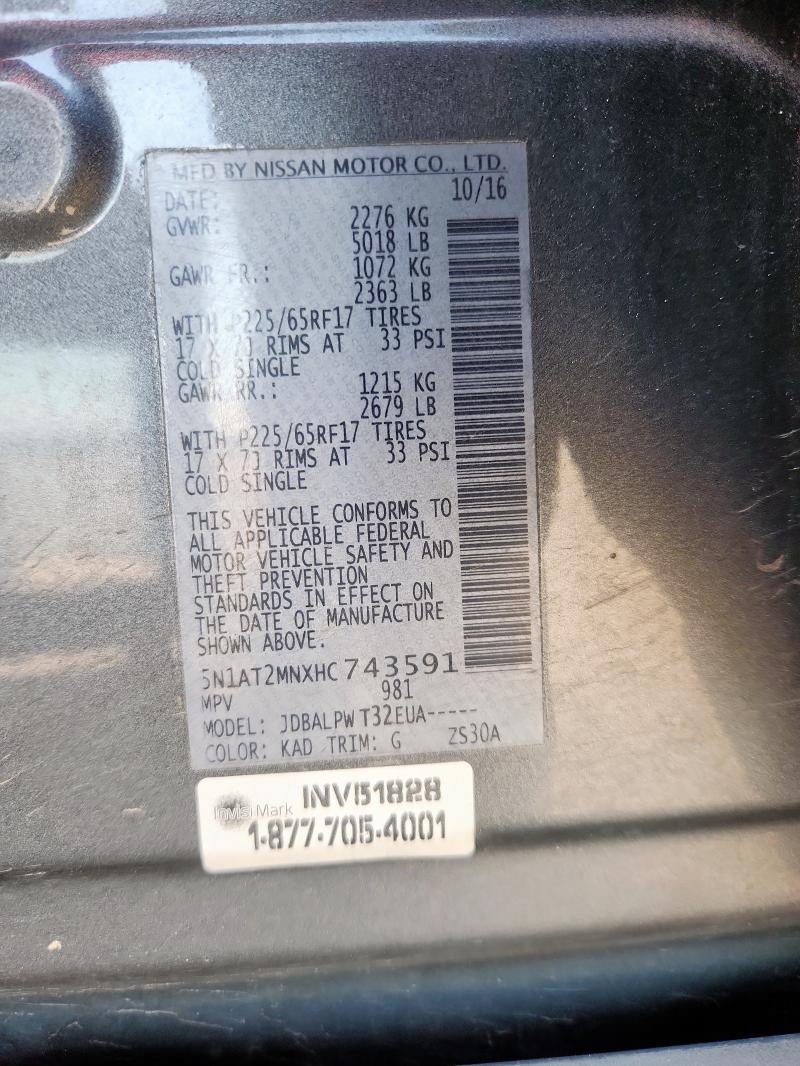 MFD BY NISSAN MOTOR CO., LTD.
DATE: 10/16
GVWR: 2276 KG
5018 LB
GAWR FR.: 1072 KG
2363 LB
WITH P225/65RF17 TIRES
17 X 7J RIMS AT 33 PSI
COLD SINGLE
GAWR RR.: 1215 KG
2679 LB
WITH P225/65RF17 TIRES
17 X 7J RIMS AT 33 PSI
COLD SINGLE
THIS VEHICLE CONFORMS TO
ALL APPLICABLE FEDERAL
MOTOR VEHICLE SAFETY AND
THEFT PREVENTION
STANDARDS IN EFFECT ON
THE DATE OF MANUFACTURE
SHOWN ABOVE.
5N1AT2MNXHC743591
MPV 981
MODEL: JDBALPW T32EUA-----
COLOR: KAD TRIM: G ZS30A
InvisiMark INV51828
1-877-705-4001